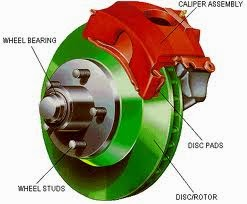 CALIPER ASSEMBLY
WHEEL BEARING
DISC PADS
WHEEL STUDS
DISC/ROTOR